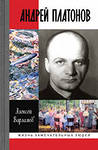 АНДРЕЙ ПЛАТОНОВ
Алексей Варламов
ЖИЗНЬ ЗАМЕЧАТЕЛЬНЫХ ЛЮДЕЙ